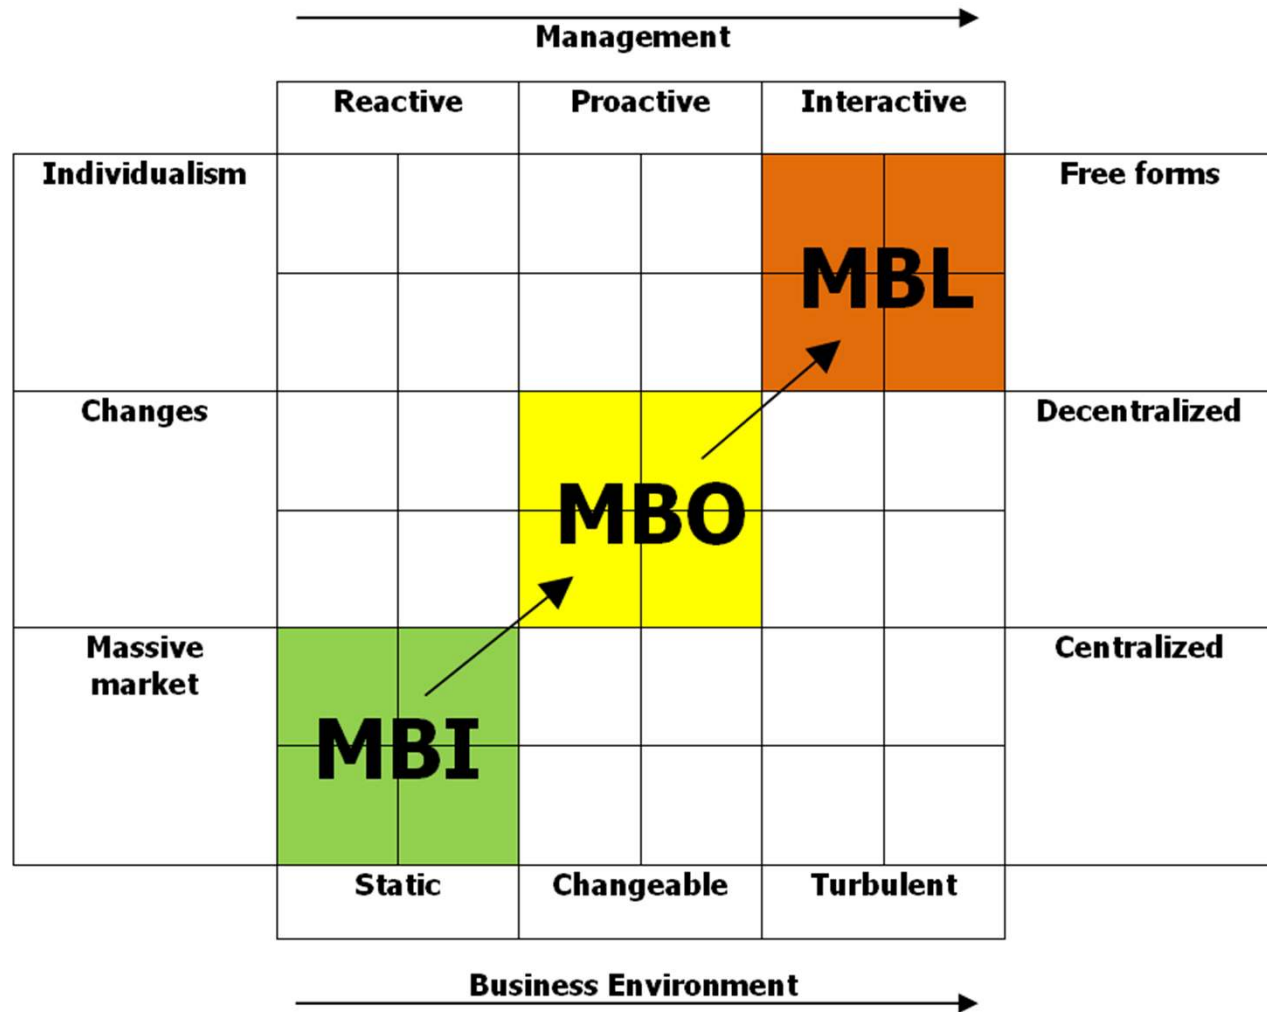 Management
Reactive Proactive Interactive
Individualism Free forms
MBL
Changes Decentralized
MBO
Massive Centralized
market
MBI
Static Changeable Turbulent
Business Environment